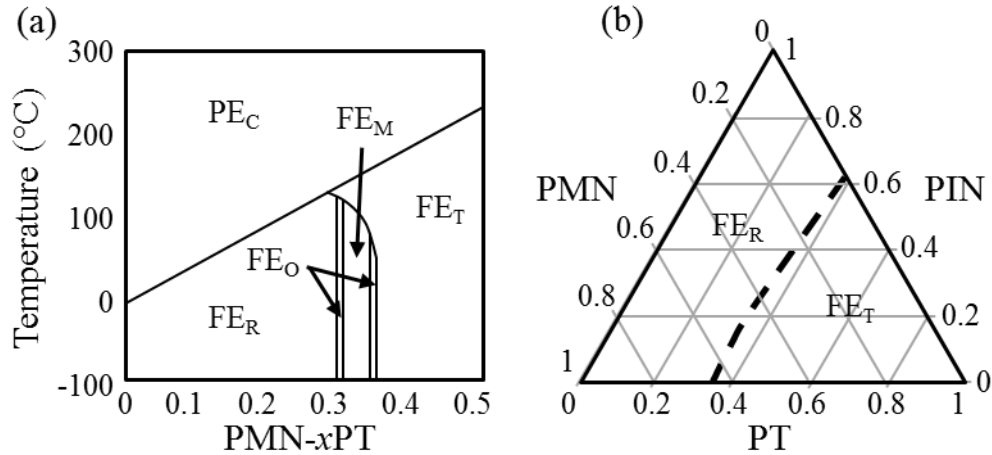 (a)
300
200
100
0
-100
Temperature (°C)
PE_C
FE_M
FE_T
FE_O
FE_R
0 0.1 0.2 0.3 0.4 0.5
PMN-xPT
(b)
0
1
0.2
0.8
0.4
0.6
PMN
PIN
FE_R
0.6
0.4
FE_T
0.8
0.2
1
0
0 0.2 0.4 0.6 0.8 1
PT